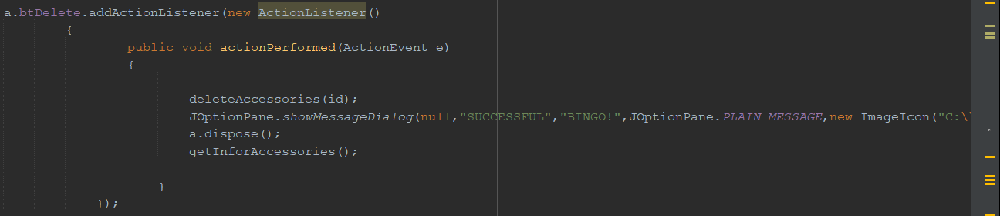 a.btDelete.addActionListener(new ActionListener()
{
public void actionPerformed(ActionEvent e)
{
deleteAccessories(id);
JOptionPane.showMessageDialog(null,"SUCCESSFUL","BINGO!",JOptionPane.PLAIN_MESSAGE,new ImageIcon("C:\\
a.dispose();
getInforAccessories();
}
});